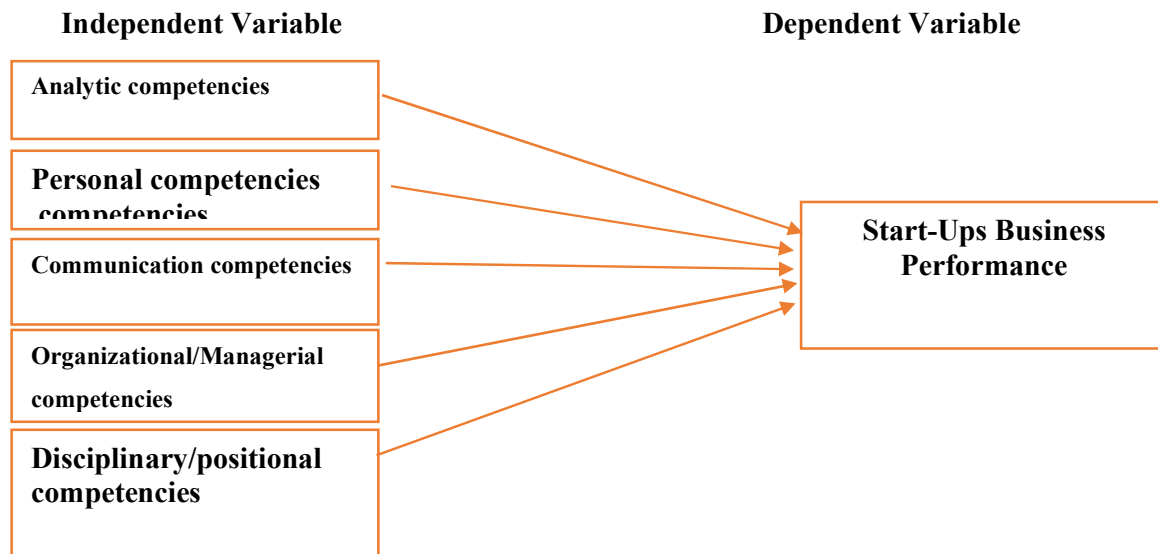 Independent Variable
Dependent Variable
Analytic competencies
Personal competencies
competencies
Communication competencies
Organizational/Managerial
competencies
Disciplinary/positional
competencies
Start-Ups Business
Performance